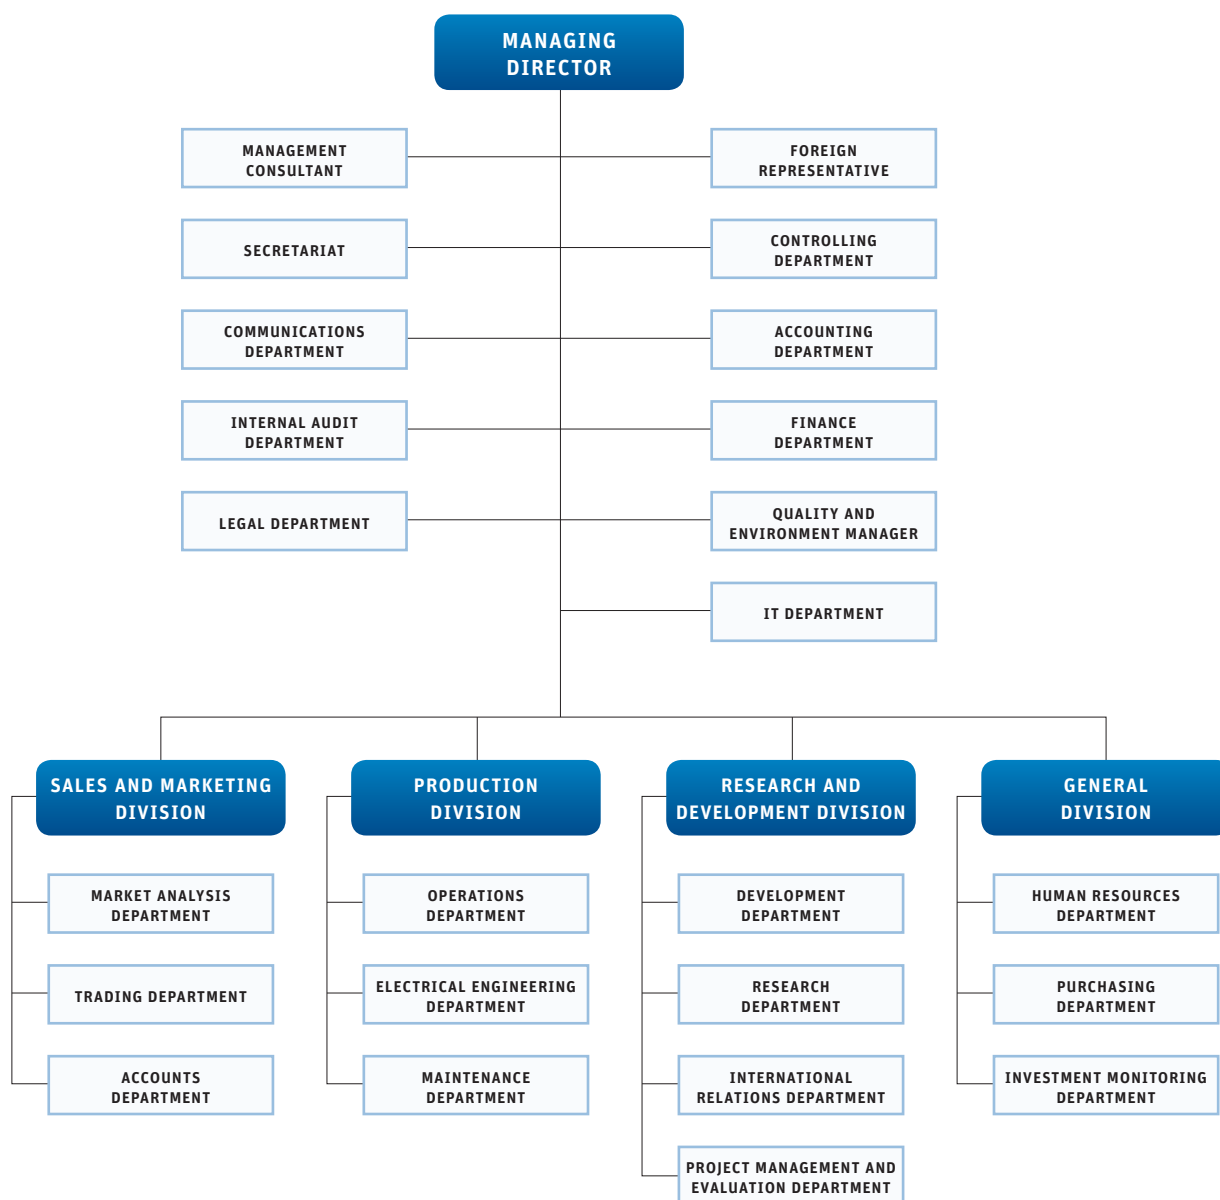 MANAGING
DIRECTOR
MANAGEMENT
CONSULTANT
FOREIGN
REPRESENTATIVE
SECRETARIAT
CONTROLLING
DEPARTMENT
COMMUNICATIONS
DEPARTMENT
ACCOUNTING
DEPARTMENT
INTERNAL AUDIT
DEPARTMENT
FINANCE
DEPARTMENT
LEGAL DEPARTMENT
QUALITY AND
ENVIRONMENT MANAGER
IT DEPARTMENT
SALES AND MARKETING
DIVISION
PRODUCTION
DIVISION
RESEARCH AND
DEVELOPMENT DIVISION
GENERAL
DIVISION
MARKET ANALYSIS
DEPARTMENT
OPERATIONS
DEPARTMENT
DEVELOPMENT
DEPARTMENT
HUMAN RESOURCES
DEPARTMENT
TRADING DEPARTMENT
ELECTRICAL ENGINEERING
DEPARTMENT
RESEARCH
DEPARTMENT
PURCHASING
DEPARTMENT
ACCOUNTS
DEPARTMENT
MAINTENANCE
DEPARTMENT
INTERNATIONAL
RELATIONS DEPARTMENT
INVESTMENT MONITORING
DEPARTMENT
PROJECT MANAGEMENT AND
EVALUATION DEPARTMENT